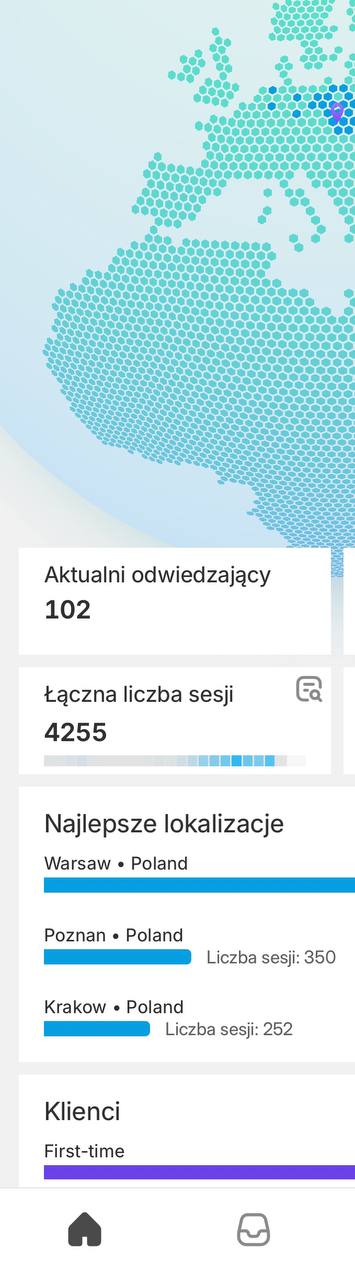 Aktualni odwiedzający
102
Łączna liczba sesji
4255
Najlepsze lokalizacje
Warsaw • Poland
Poznan • Poland
Liczba sesji: 350
Krakow • Poland
Liczba sesji: 252
Klienci
First-time